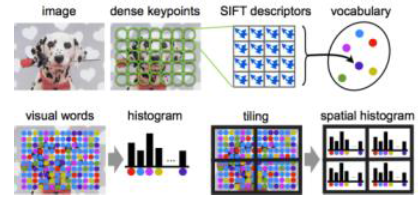 image dense keypoints SIFT descriptors vocabulary
visual words histogram tiling spatial histogram
...
...